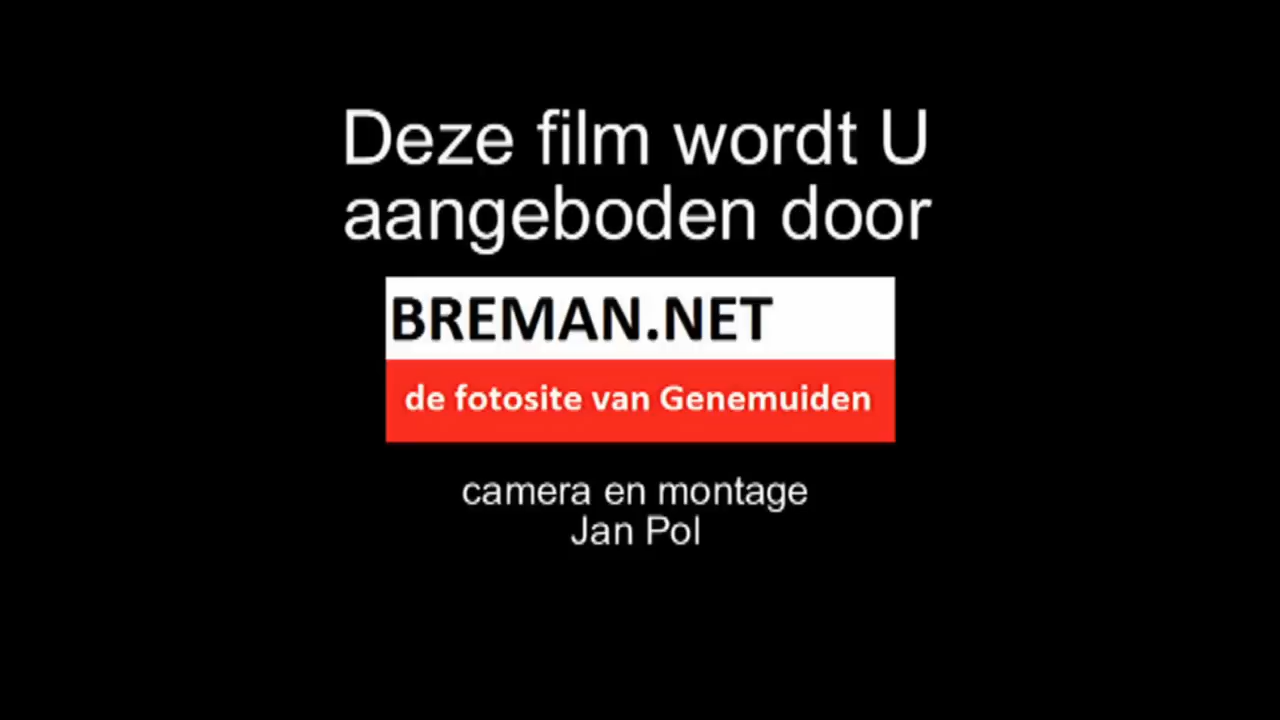 Deze film wordt U
aangeboden door
BREMAN.NET
de fotosite van Genemuiden
camera en montage
Jan Pol